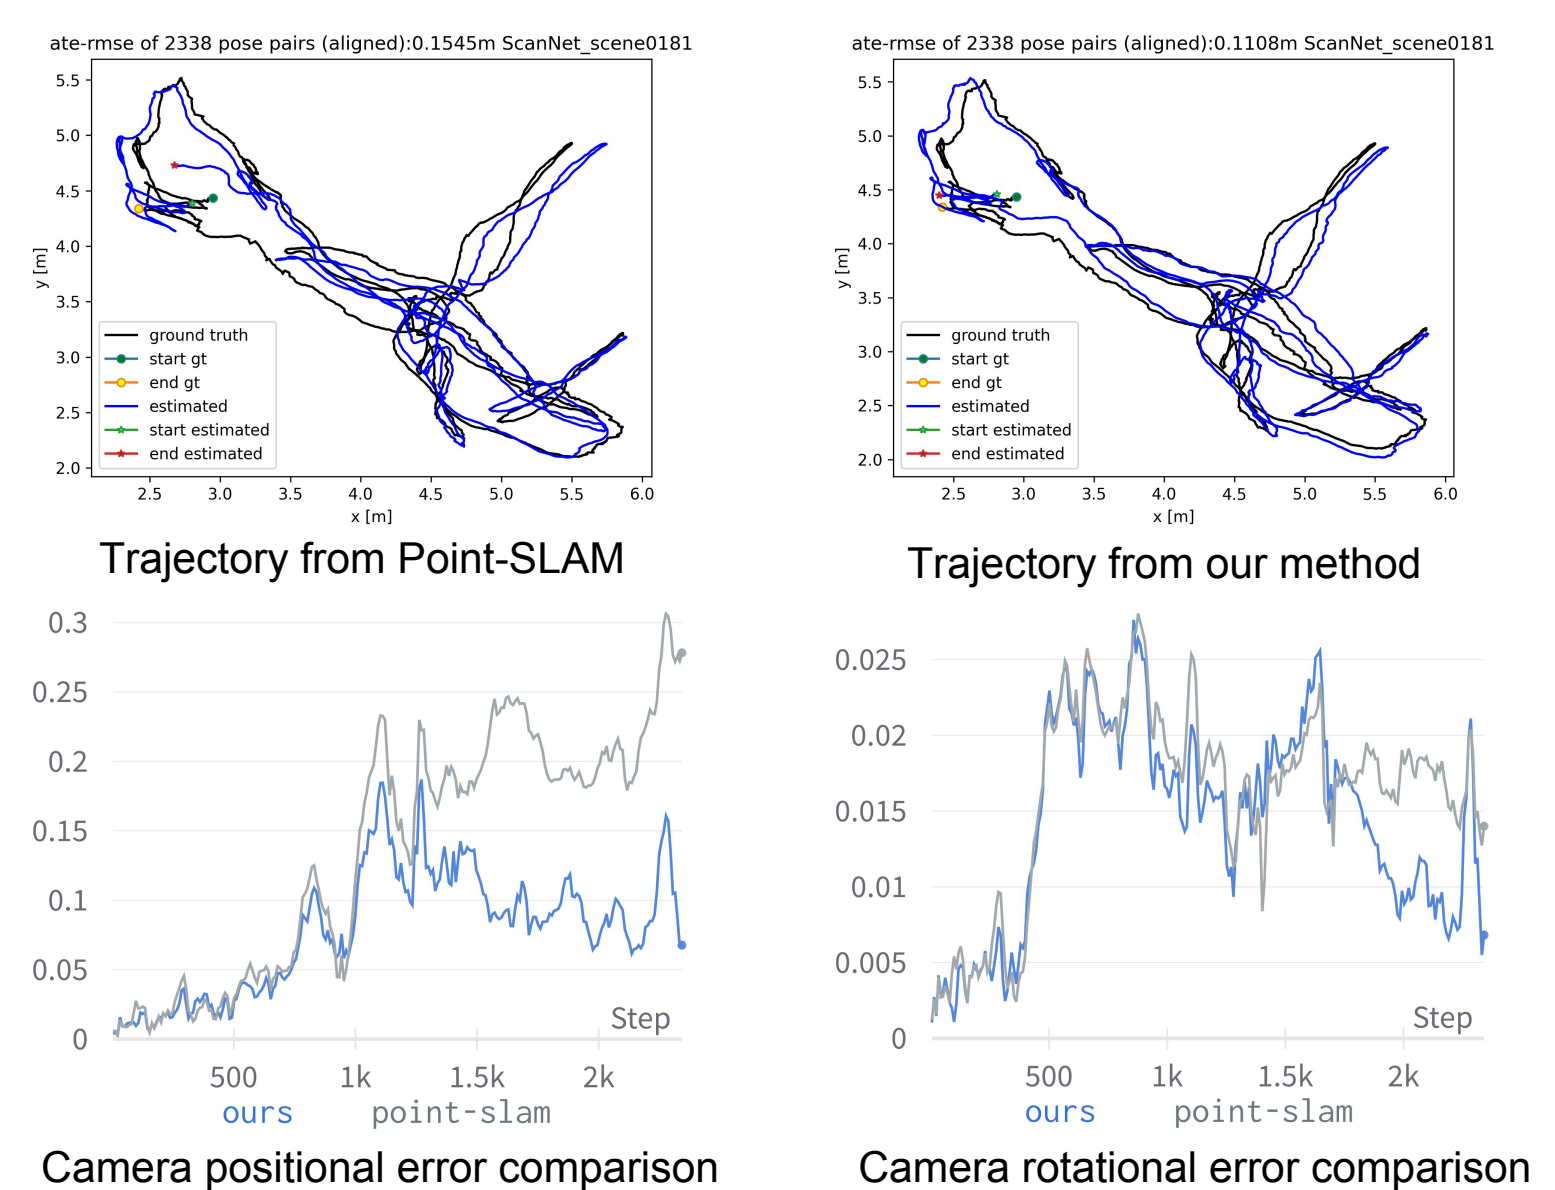 ate-rmse of 2338 pose pairs (aligned):0.1545m ScanNet_scene0181
5.5
5.0
4.5
4.0
3.5
3.0
2.5
2.0
y [m]
ground truth
start gt
end gt
estimated
start estimated
end estimated
2.5 3.0 3.5 4.0 4.5 5.0 5.5 6.0
x [m]
Trajectory from Point-SLAM
ate-rmse of 2338 pose pairs (aligned):0.1108m ScanNet_scene0181
5.5
5.0
4.5
4.0
3.5
3.0
2.5
2.0
y [m]
ground truth
start gt
end gt
estimated
start estimated
end estimated
2.5 3.0 3.5 4.0 4.5 5.0 5.5 6.0
x [m]
Trajectory from our method
0.3
0.25
0.2
0.15
0.1
0.05
0
Step
500 1k 1.5k 2k
ours point-slam
Camera positional error comparison
0.025
0.02
0.015
0.01
0.005
0
Step
500 1k 1.5k 2k
ours point-slam
Camera rotational error comparison